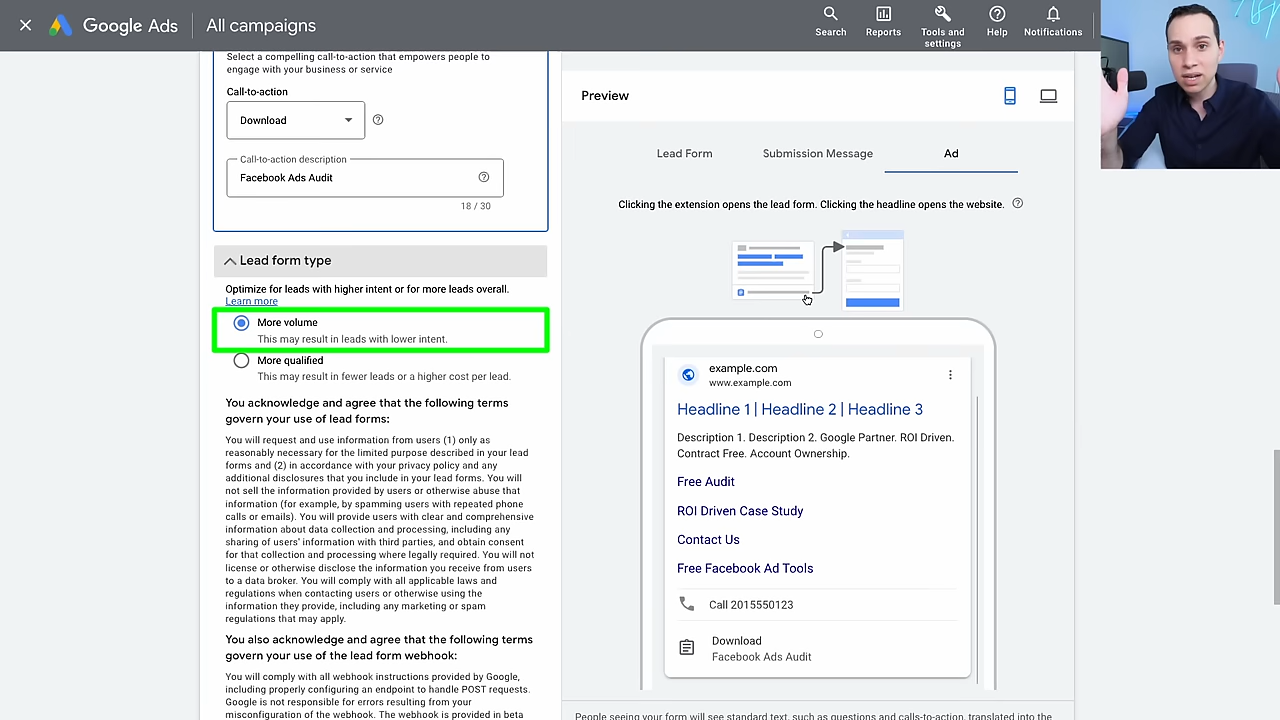 Google Ads
All campaigns
Search
Reports
Tools and
settings
Help
Notifications
Select a compelling call-to-action that empowers people to
engage with your business or service
Call-to-action
Download
Call-to-action description
Facebook Ads Audit
18 / 30
Lead form type
Optimize for leads with higher intent or for more leads overall.
Learn more
More volume
This may result in leads with lower intent.
More qualified
This may result in fewer leads or a higher cost per lead.
You acknowledge and agree that the following terms
govern your use of lead forms:
You will request and use information from users (1) only as
reasonably necessary for the limited purpose described in your lead
forms and (2) in accordance with your privacy policy and any
additional disclosures that you include in your lead forms. You will
not sell the information provided by users or otherwise abuse that
information (for example, by spamming users with repeated phone
calls or emails). You will provide users with clear and comprehensive
information about data collection and processing, including any
sharing of users' information with third parties, and obtain consent
for that collection and processing where legally required. You will not
license or otherwise disclose the information you receive from users
to a data broker. You will comply with all applicable laws and
regulations when contacting users or otherwise using the
information they provide, including any marketing or spam
regulations that may apply.
You also acknowledge and agree that the following terms
govern your use of the lead form webhook:
You will comply with all webhook instructions provided by Google,
including properly configuring an endpoint to handle POST requests.
Google is not responsible for errors resulting from your
misconfiguration of the webhook. The webhook is provided in beta
Preview
Lead Form
Submission Message
Ad
Clicking the extension opens the lead form. Clicking the headline opens the website.
example.com
www.example.com
Headline 1 | Headline 2 | Headline 3
Description 1. Description 2. Google Partner. ROI Driven.
Contract Free. Account Ownership.
Free Audit
ROI Driven Case Study
Contact Us
Free Facebook Ad Tools
Call 2015550123
Download
Facebook Ads Audit
People seeing your form will see standard text, such as questions and calls-to-action, translated into the